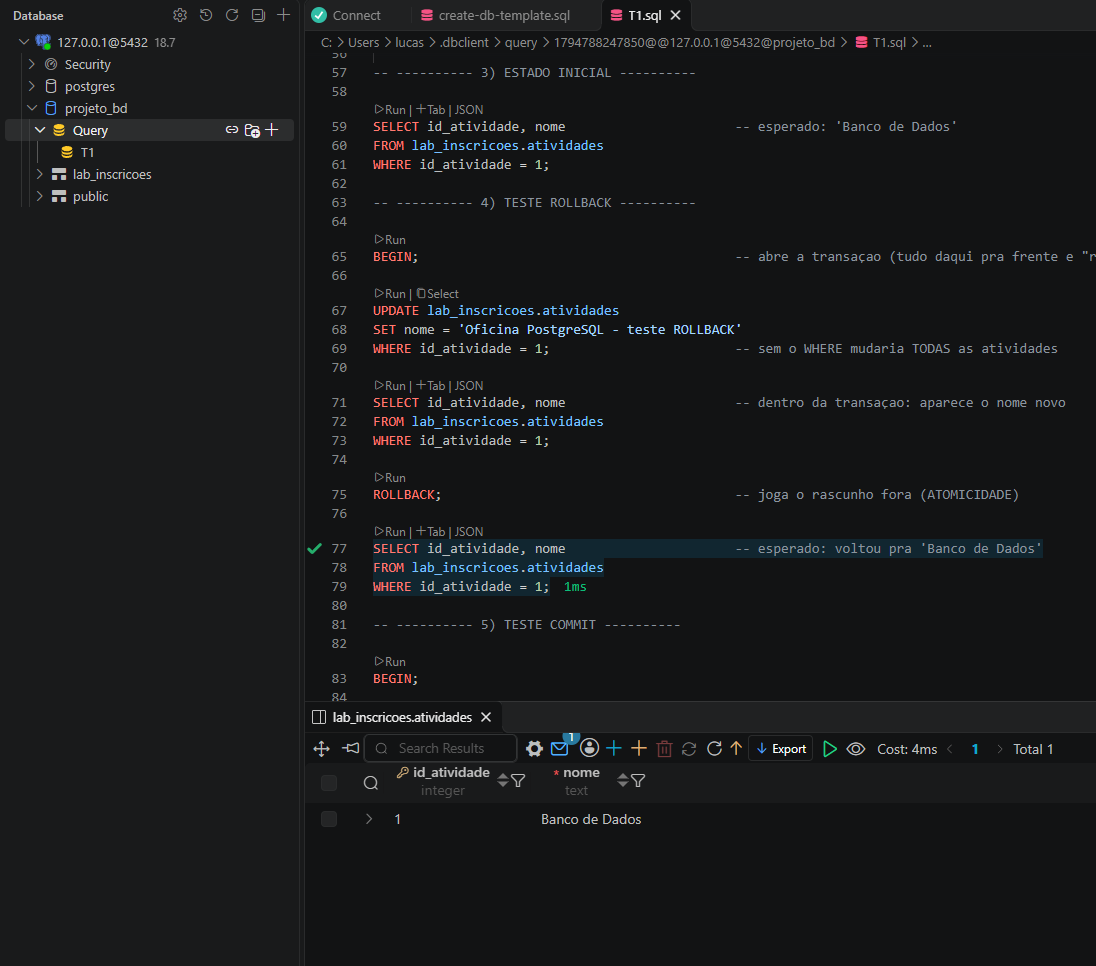 Database
127.0.0.1@5432 18.7
Security
postgres
projeto_bd
Query
T1
lab_inscricoes
public
Connect
create-db-template.sql
T1.sql
C: > Users > lucas > .dbclient > query > 1794788247850@@127.0.0.1@5432@projeto_bd > T1.sql > ...
56
57 -- ---------- 3) ESTADO INICIAL ----------
58
Run | +Tab | JSON
59 SELECT id_atividade, nome -- esperado: 'Banco de Dados'
60 FROM lab_inscricoes.atividades
61 WHERE id_atividade = 1;
62
63 -- ---------- 4) TESTE ROLLBACK ----------
64
Run
65 BEGIN; -- abre a transaçao (tudo daqui pra frente e "r
66
Run | Select
67 UPDATE lab_inscricoes.atividades
68 SET nome = 'Oficina PostgreSQL - teste ROLLBACK'
69 WHERE id_atividade = 1; -- sem o WHERE mudaria TODAS as atividades
70
Run | +Tab | JSON
71 SELECT id_atividade, nome -- dentro da transaçao: aparece o nome novo
72 FROM lab_inscricoes.atividades
73 WHERE id_atividade = 1;
74
Run
75 ROLLBACK; -- joga o rascunho fora (ATOMICIDADE)
76
Run | +Tab | JSON
77 SELECT id_atividade, nome -- esperado: voltou pra 'Banco de Dados'
78 FROM lab_inscricoes.atividades
79 WHERE id_atividade = 1; 1ms
80
81 -- ---------- 5) TESTE COMMIT ----------
82
Run
83 BEGIN;
84
lab_inscricoes.atividades
Search Results 1 Export Cost: 4ms < 1 > Total 1
id_atividade * nome
integer text
1 Banco de Dados